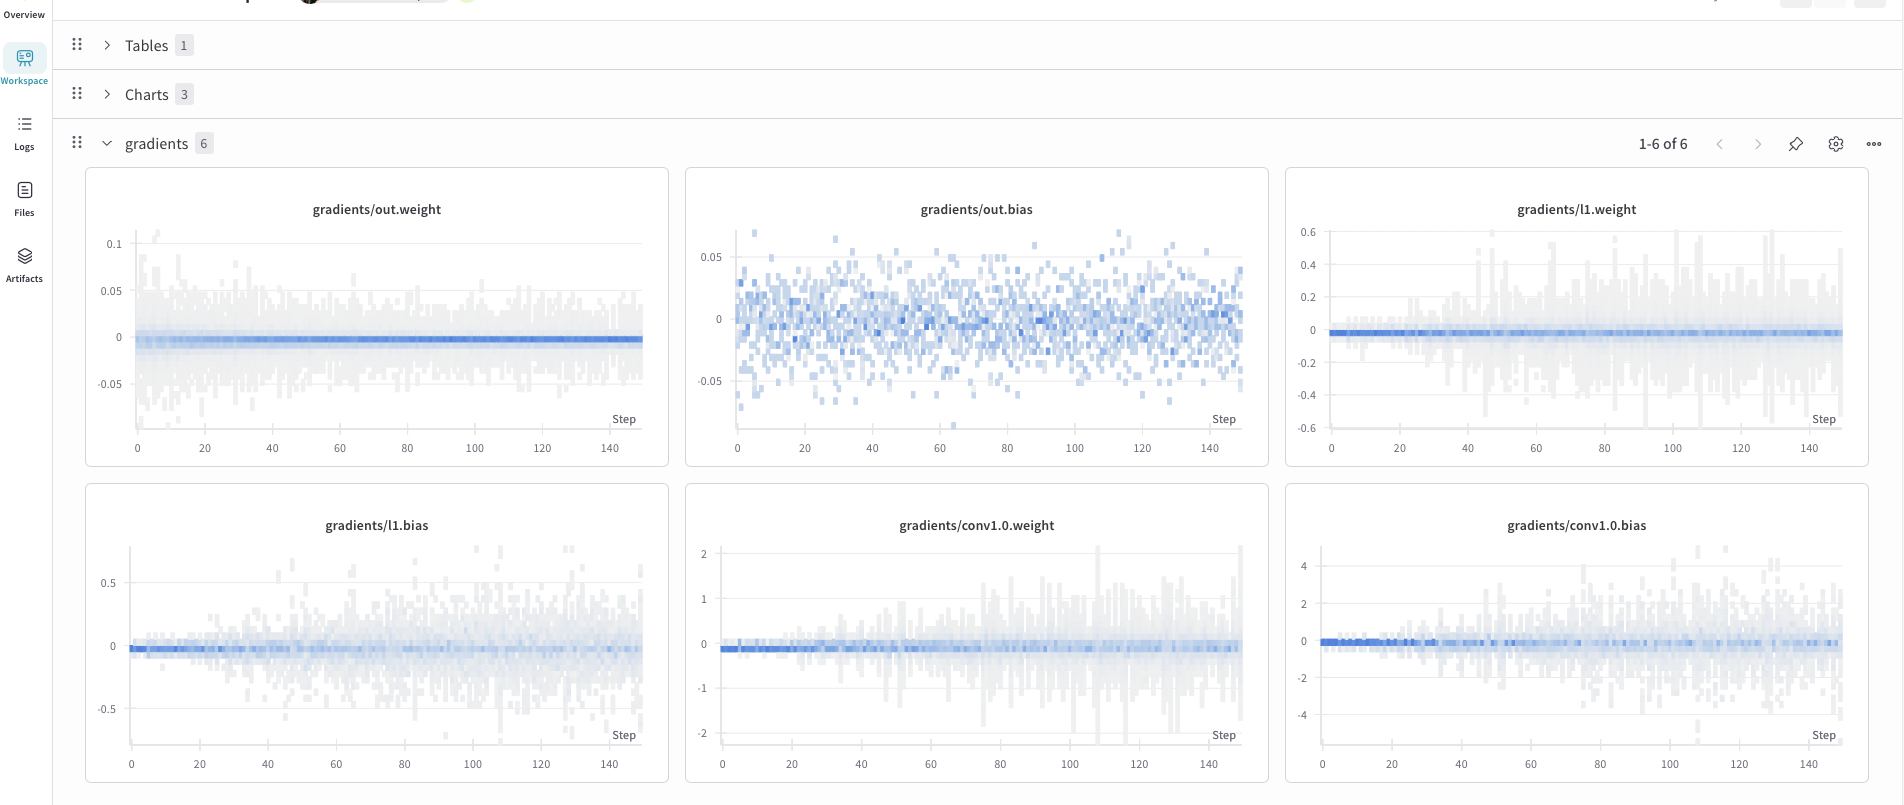 Overview
Workspace
Logs
Files
Artifacts
Tables 1
Charts 3
gradients 6
1-6 of 6
gradients/out.weight
0.1
0.05
0
-0.05
Step
0 20 40 60 80 100 120 140
gradients/out.bias
0.05
0
-0.05
Step
0 20 40 60 80 100 120 140
gradients/l1.weight
0.6
0.4
0.2
0
-0.2
-0.4
-0.6
Step
0 20 40 60 80 100 120 140
gradients/l1.bias
0.5
0
-0.5
Step
0 20 40 60 80 100 120 140
gradients/conv1.0.weight
2
1
0
-1
-2
Step
0 20 40 60 80 100 120 140
gradients/conv1.0.bias
4
2
0
-2
-4
Step
0 20 40 60 80 100 120 140